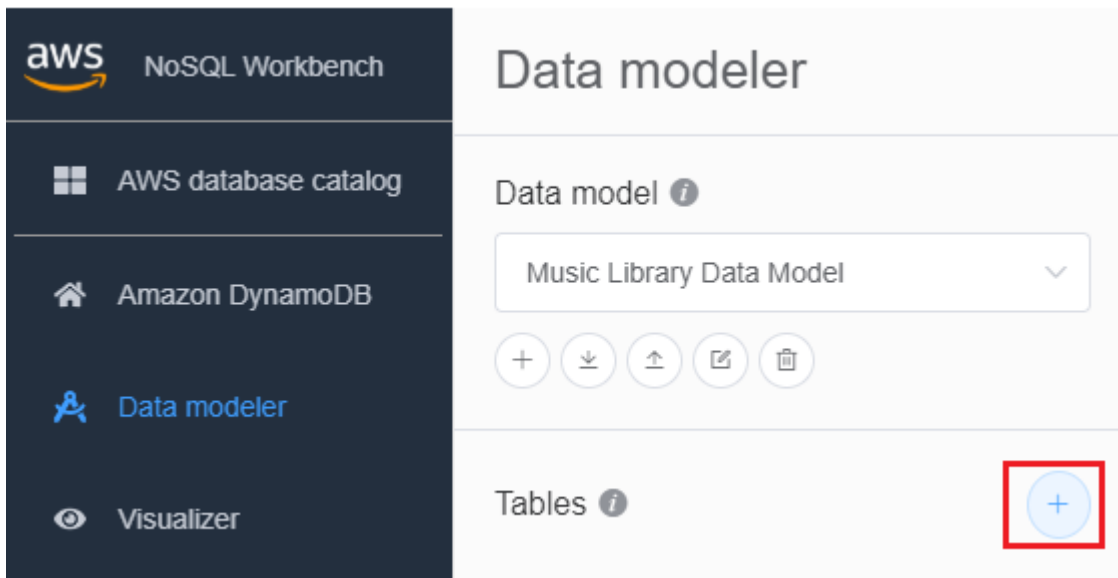 aws
NoSQL Workbench
AWS database catalog
Amazon DynamoDB
Data modeler
Visualizer
Data modeler
Data model
Music Library Data Model
Tables